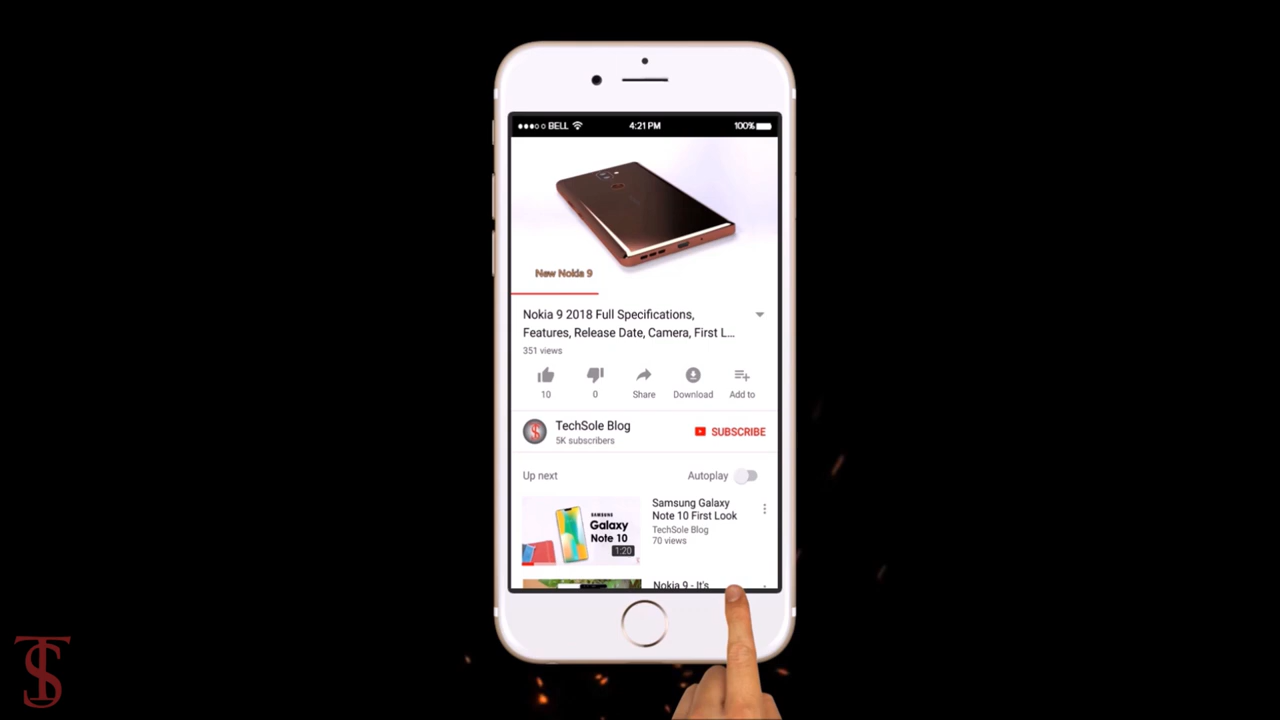 BELL
4:21 PM
100%
New Nokia 9
Nokia 9 2018 Full Specifications,
Features, Release Date, Camera, First L...
351 views
10
0
Share
Download
Add to
TechSole Blog
5K subscribers
SUBSCRIBE
Up next
Autoplay
SAMSUNG
Galaxy
Note 10
1:20
Samsung Galaxy
Note 10 First Look
TechSole Blog
70 views
Nokia 9 - It's
TS